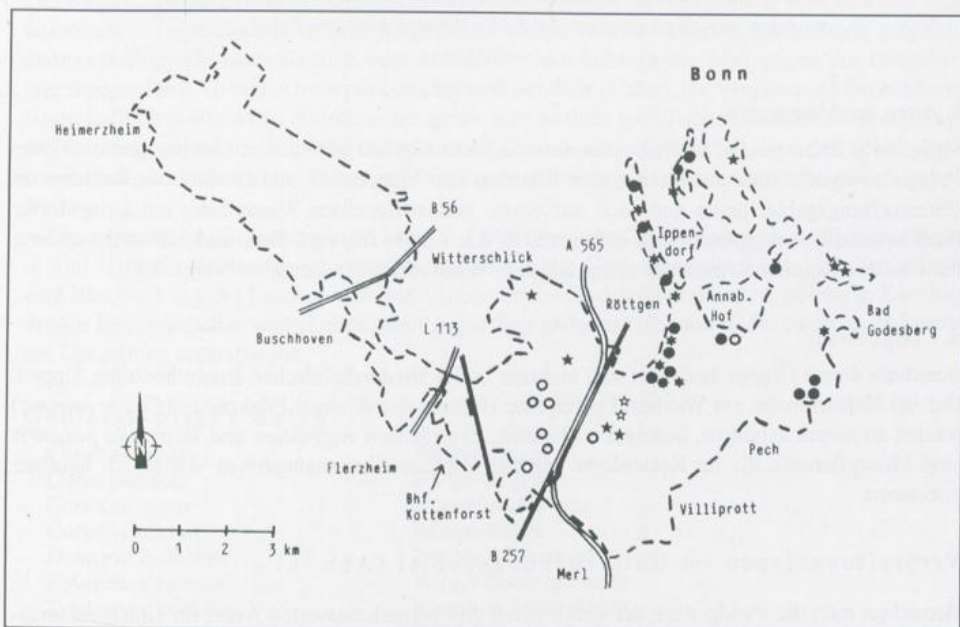 Bonn
Heimerzheim
B 56
Ippen-
dorf
A 565
Witterschlick
Röttgen
Annab.
Hof
Bad
Godesberg
L 113
Buschhoven
Pech
Flerzheim
Bhf.
Kottenforst
Villiprott
0 1 2 3
km
B 257
Merl